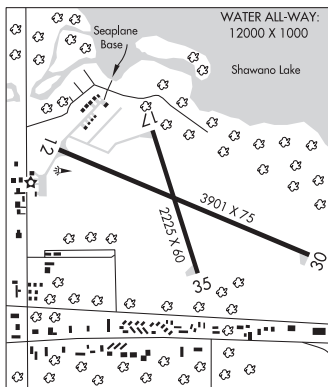 WATER ALL-WAY:
12000 X 1000
Seaplane
Base
Shawano Lake
17
12
3901 X 75
2225 X 60
30
35